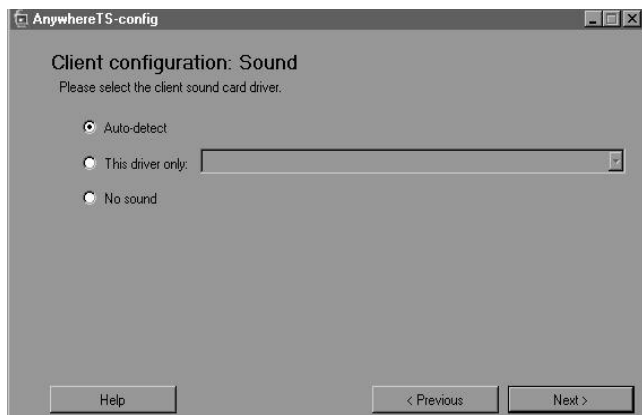 AnywhereTS-config
Client configuration: Sound
Please select the client sound card driver.
Auto-detect
This driver only:
No sound
Help
< Previous
Next >